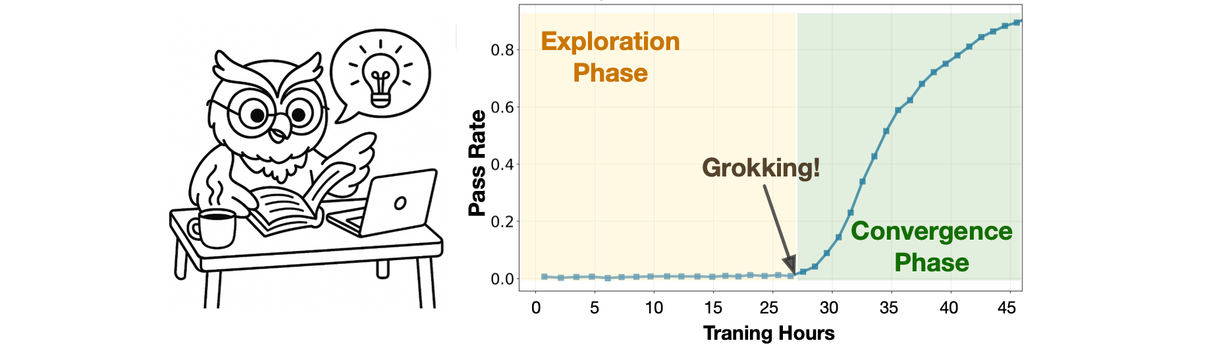 Exploration
Phase
Grokking!
Convergence
Phase
Pass Rate
0.8
0.6
0.4
0.2
0.0
0 5 10 15 20 25 30 35 40 45
Traning Hours